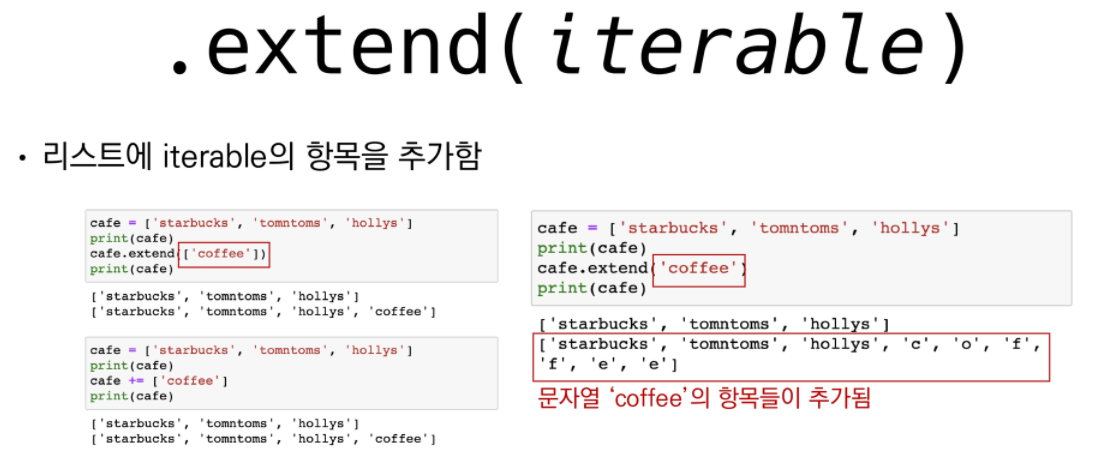 .extend(iterable)
• 리스트에 iterable의 항목을 추가함
cafe = ['starbucks', 'tomntoms', 'hollys']
print(cafe)
cafe.extend(['coffee'])
print(cafe)
['starbucks', 'tomntoms', 'hollys']
['starbucks', 'tomntoms', 'hollys', 'coffee']
cafe = ['starbucks', 'tomntoms', 'hollys']
print(cafe)
cafe += ['coffee']
print(cafe)
['starbucks', 'tomntoms', 'hollys']
['starbucks', 'tomntoms', 'hollys', 'coffee']
cafe = ['starbucks', 'tomntoms', 'hollys']
print(cafe)
cafe.extend('coffee')
print(cafe)
['starbucks', 'tomntoms', 'hollys']
['starbucks', 'tomntoms', 'hollys', 'c', 'o', 'f',
'f', 'e', 'e']
문자열 ‘coffee’의 항목들이 추가됨